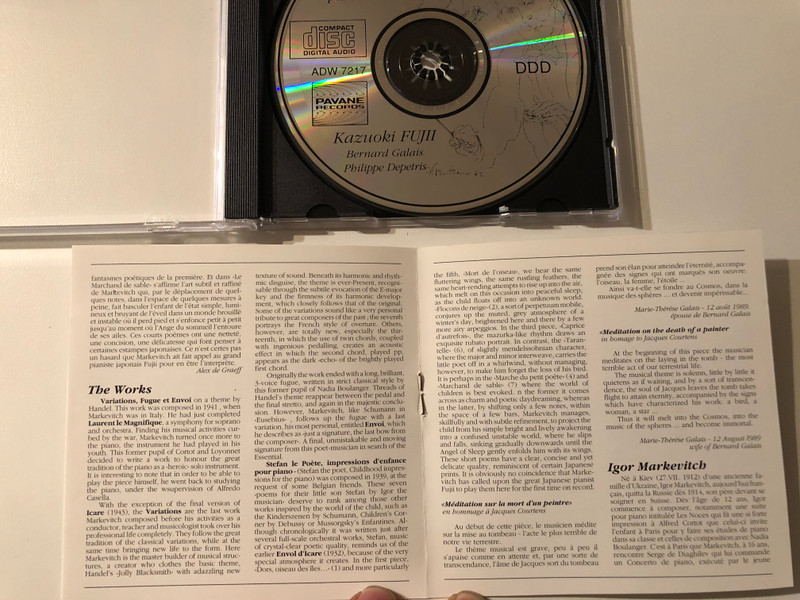 COMPACT
disc
DIGITAL AUDIO
ADW 7217
DDD
PAVANE
RECORDS
Kazuoki FUJII
Bernard Galais
Philippe Depetris
fantasmes poétiques de la première. Et dans «Le
Marchand de sable» s'affirme l'art subtil et raffiné
de Markevitch qui, par le déplacement de quel-
ques notes, dans l'espace de quelques mesures à
peine, fait basculer l'enfant de l'état simple, lumi-
neux et bruyant de l'éveil dans un monde brouillé
et instable où il perd pied et s'enfonce petit à petit
jusqu'au moment où l'Ange du sommeil l'entoure
de ses ailes. Ces courts poèmes ont une netteté,
une concision, une délicatesse qui font penser à
certaines estampes japonaises. Ce n'est certes pas
un hasard que Markevitch ait fait appel au grand
pianiste japonais Fujii pour en être l'interprète.
Alex de Graeff
The Works
Variations, Fugue et Envoi on a theme by
Handel. This work was composed in 1941, when
Markevitch was in Italy. He had just completed
Laurent le Magnifique, a symphony for soprano
and orchestra. Finding his musical activities cur-
bed by the war, Markevitch turned once more to
the piano, the instrument he had studied in his
youth. This former pupil of Cortot and Loyonnet
decided to write a work to honour the great
tradition of the piano as a «heroic» solo instrument.
It is interesting to note that in order to be able to
play the piece himself, he went back to studying
the piano, under the wsupervision of Alfredo
Casella.
With the exception of the final version of
Icare (1943), the Variations are the last work
Markevitch composed before his activities as a
conductor, teacher and musicologist took over his
professional life completely. They follow the great
tradition of the classical variations, while at the
same time bringing new life to the form. Here
Markevitch is the master builder of musical struc-
tures, a creator who clothes the basic theme,
Handel's «Jolly Blacksmith» with adazzling new
texture of sound. Beneath its harmonic and rhyth-
mic disguise, the theme is ever-Present, recogni-
sable through the subtle evocation of the E-major
key and the firmness of its harmonic develop-
ment, which closely follows that of the original.
Some of the variations sound like a very personal
tribute to great composers of the past ; the seventh
portrays the French style of overture. Others,
however, are totally new, especially the thir-
teenth, in which the use of twin chords, coupled
with ingenious pedalling, creates an acoustic
effect in which the second chord, played pp,
appears as the dark «echo» of the brightly played
first chord.
Originally the work ended with a long, brilliant,
5-voice fugue, written in strict classical style by
this former pupil of Nadia Boulanger. Threads of
Handel's theme reappear between the pedal and
the final stretto, and again in the majestic conclu-
sion. However, Markevitch, like Schumann in
«Eusebius» , follows up the fugue with a last
variation, his most personal, entitled Envoi, which
he describes as «just a signature, the last bow from
the composer». A final, unmistakable and moving
signature from this poet-musician in search of the
Essential.
Stefan le Poète, impressions d'enfance
pour piano - (Stefan the poet, Childhood impres-
sions for the piano) was composed in 1939, at the
request of some Belgian friends. These seven
poems for their little son Stefan by Igor the
musician- deserve to rank among those other
works inspired by the world of the child, such as
the Kinderszenen by Schumann, Children's Cor-
ner by Debussy or Mussorgsky's Enfantines. Al
though chronologically it was written just after
several full-scale orchestral works, Stefan, music
of crystal-clear poetic quality, reminds us of the
earlier Envol d'Icare (1932), because of the very
special atmosphere it creates. In the first piece,
«Dors, oiseau des îles...» (1) and more particularly
the fifth, «Mort de l'oiseau», we hear the same
fluttering wings, the same rustling feathers, the
same heart-rending attempts to rise up into the air,
which melt on this occasion into peaceful sleep,
as the child floats off into an unknown world.
«Flocons de neige» (2), a sort of perpetuum mobile,
conjures up the muted, grey atmosphere of a
winter's day, brightened here and there by a few
more airy arpeggios. In the third piece, «Caprice
d'autrefois», the mazurka-like rhythm draws an
exquisite rubato portrait. In contrast, the «Taran-
telle» (6), of slightly mendelssohnian character,
where the major and minor interweave, carries the
little poet off in a whirlwind, without managing,
however, to make him forget the loss of his bird.
It is perhaps in the «Marche du petit poète» (4) and
«Marchand de sable» (7) where the world of
children is best evoked. n the former it comes
across as charm and poetic daydreaming, whereas
in the latter, by shifting only a few notes, within
the space of a few bars, Markevitch manages,
skilfully and with subtle refinement, to project the
child from his simple bright and lively awakening
into a confused unstable world, where he slips
and falls, sinking gradually downwards until the
Angel of Sleep gently enfolds him with its wings.
These short poems have a clear, concise and yet
delicate quality, reminiscent of certain Japanese
prints. It is obviously no coincidence that Marke-
vitch has called upon the great Japanese pianist
Fujii to play them here for the first time on record.
«Méditation sur la mort d'un peintre»
en hommage à Jacques Courtens
Au début de cette pièce, le musicien médite
sur la mise au tombeau - l'acte le plus terrible de
notre vie terrestre.
Le thème musical est grave, peu à peu il
s'apaise comme en attente et, par une sorte de
transcendance, l'âme de Jacques sort du tombeau
prend son élan pour atteindre l'éternité, accompa-
gnée des signes qui ont marqués son oeuvre:
l'oiseau, la femme, l'étoile ...
Ainsi va-t-elle se fondre au Cosmos, dans la
musique des sphères ... et devenir impérissable...
Marie-Thérèse Galais - 12 août 1989.
épouse de Bernard Galais
«Meditation on the death of a painter
in homage to Jacques Courtens
At the beginning of this piece the musician
meditates on the laying in the tomb - the most
terrible act of our terrestrial life.
The musical theme is solemn, little by little it
quietens as if waiting, and by a sort of transcen-
dence, the soul of Jacques leaves the tomb takes
flight to attain eternity, accompanied by the signs
which have characterised his work: a bird, a
woman, a star ...
Thus it will melt into the Cosmos, into the
music of the spheres ... and become immortal.
Marie-Thérèse Galais - 12 August 1989
wife of Bernard Galais
Igor Markevitch
Né à Kiev (27. VII. 1912) d'une ancienne fa-
mille d'Ukraine, Igor Markevitch, aujourd'hui fran-
çais, quitta la Russie dès 1914, son père devant se
soigner en Suisse. Dès l'âge de 12 ans, Igor
commence à composer, notamment une suite
pour piano intitulée Les Noces qui fit une si forte
impression à Alfred Cortot que celui-ci invite
l'enfant à Paris pour y faire ses études de piano
dans sa classe et celles de composition avec Nadia
Boulanger. C'est à Paris que Markevitch, à 16 ans,
rencontre Serge de Diaghilev qui lui commande
un Concerto de piano, exécuté par le jeune